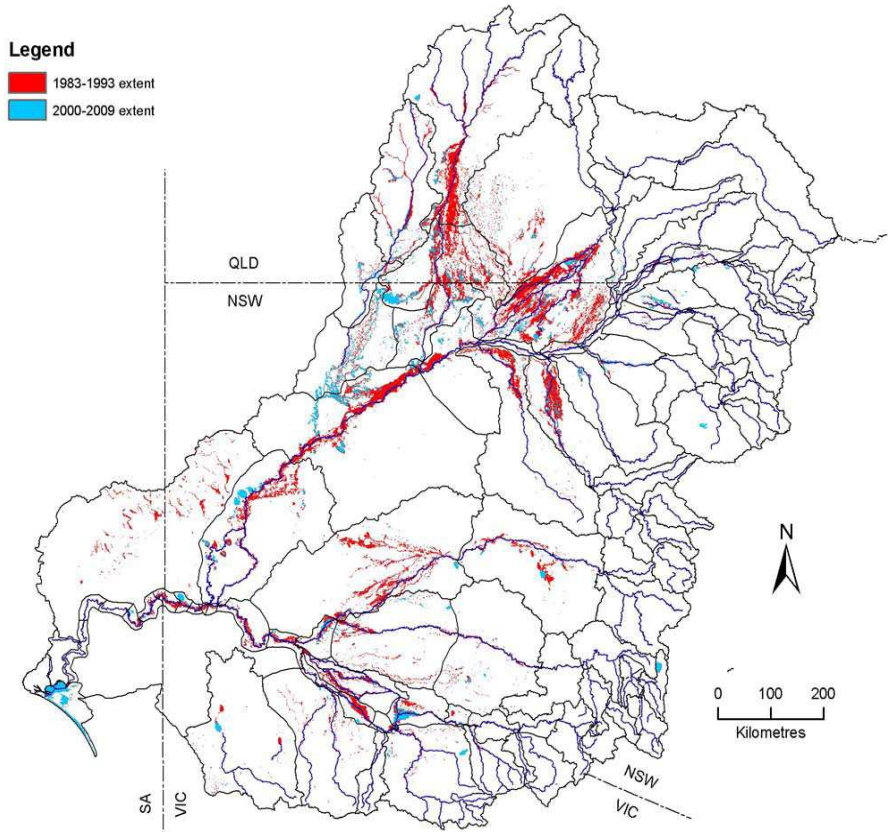 Legend
1983-1993 extent
2000-2009 extent
QLD
NSW
N
0 100 200
Kilometres
SA
VIC
NSW
VIC